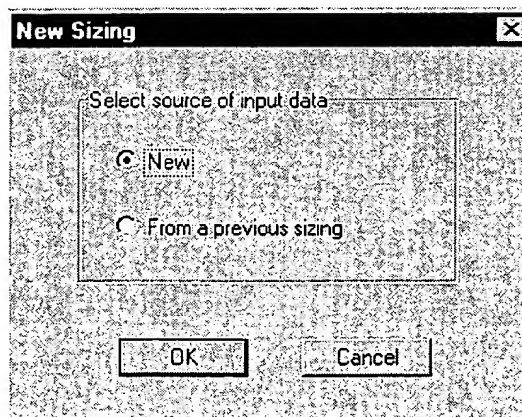 New Sizing
Select source of input data
New
From a previous sizing
OK
Cancel